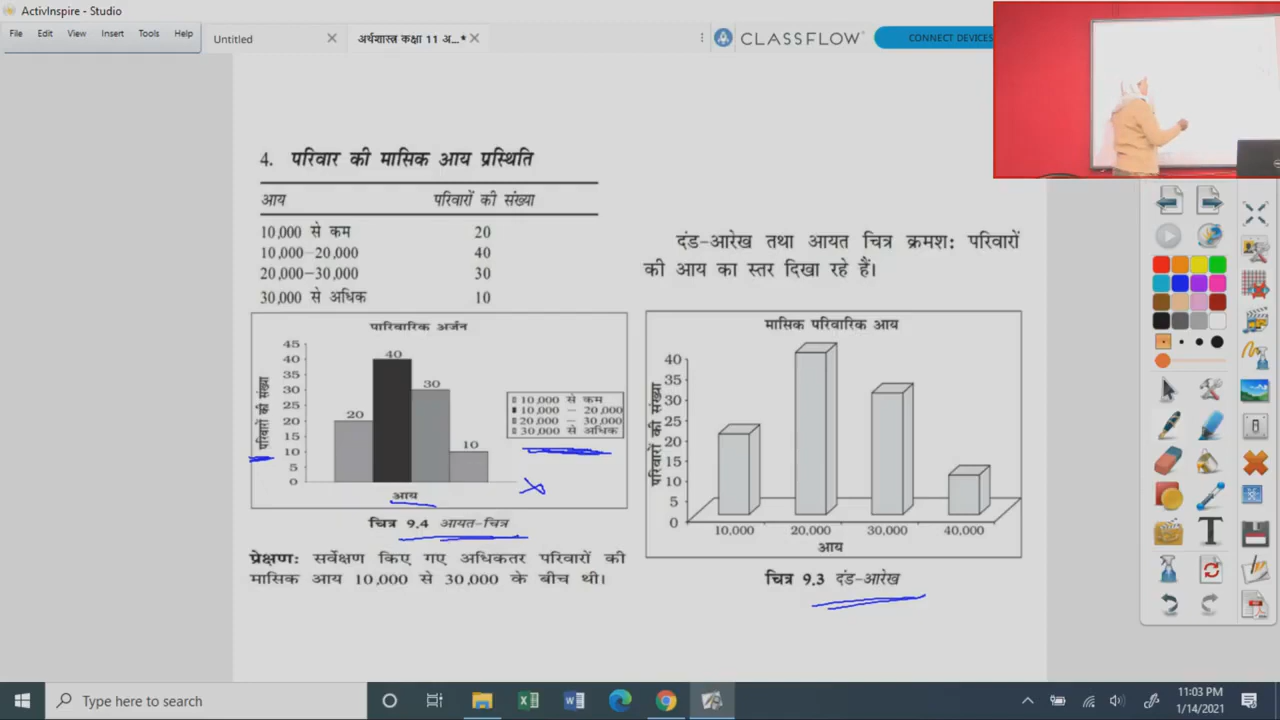 ActivInspire - Studio
File Edit View Insert Tools Help
Untitled
अर्थशास्त्र कक्षा 11 अ...*
CLASSFLOW
CONNECT DEVICES
4. परिवार की मासिक आय प्रस्थिति
आय परिवारों की संख्या
10,000 से कम 20
10,000–20,000 40
20,000–30,000 30
30,000 से अधिक 10
पारिवारिक अर्जन
45
40
35
30
25
20
15
10
5
0
परिवारों की संख्या
20
40
30
10
10,000 से कम
10,000 – 20,000
20,000 – 30,000
30,000 से अधिक
आय
चित्र 9.4 आयत-चित्र
प्रेक्षण: सर्वेक्षण किए गए अधिकतर परिवारों की
मासिक आय 10,000 से 30,000 के बीच थी।
दंड-आरेख तथा आयत चित्र क्रमश: परिवारों
की आय का स्तर दिखा रहे हैं।
मासिक परिवारिक आय
40
35
30
25
20
15
10
5
0
परिवारों की संख्या
10,000 20,000 30,000 40,000
आय
चित्र 9.3 दंड-आरेख
Type here to search
11:03 PM
1/14/2021